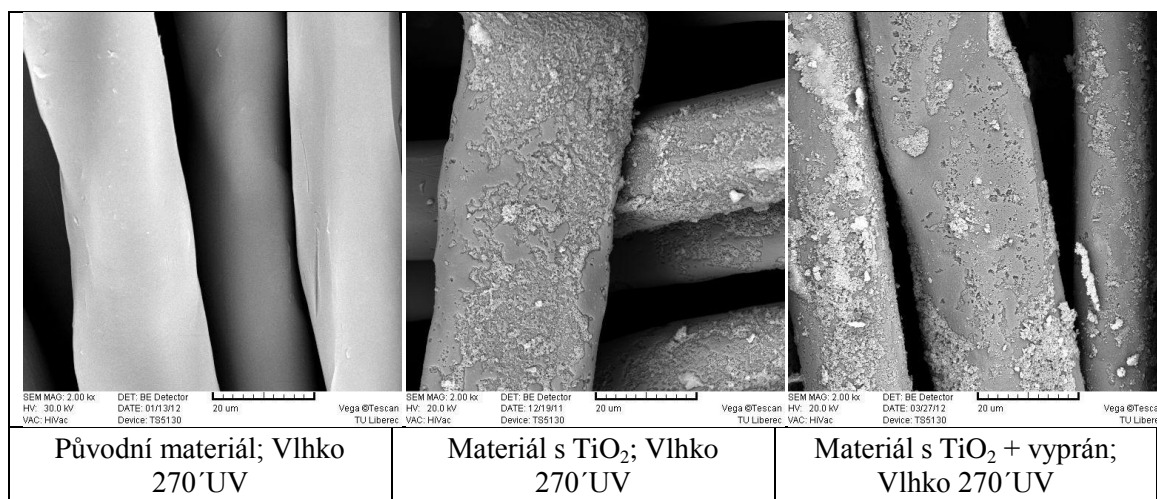 SEM MAG: 2.00 kx DET: BE Detector
HV: 30.0 kV DATE: 01/13/12 20 um Vega ©Tescan
VAC: HiVac Device: TS5130 TU Liberec
SEM MAG: 2.00 kx DET: BE Detector
HV: 20.0 kV DATE: 12/19/11 20 um Vega ©Tescan
VAC: HiVac Device: TS5130 TU Liberec
SEM MAG: 2.00 kx DET: BE Detector
HV: 20.0 kV DATE: 03/27/12 20 um Vega ©Tescan
VAC: HiVac Device: TS5130 TU Liberec
Původní materiál; Vlhko
270´UV
Materiál s TiO₂; Vlhko
270´UV
Materiál s TiO₂ + vyprán;
Vlhko 270´UV